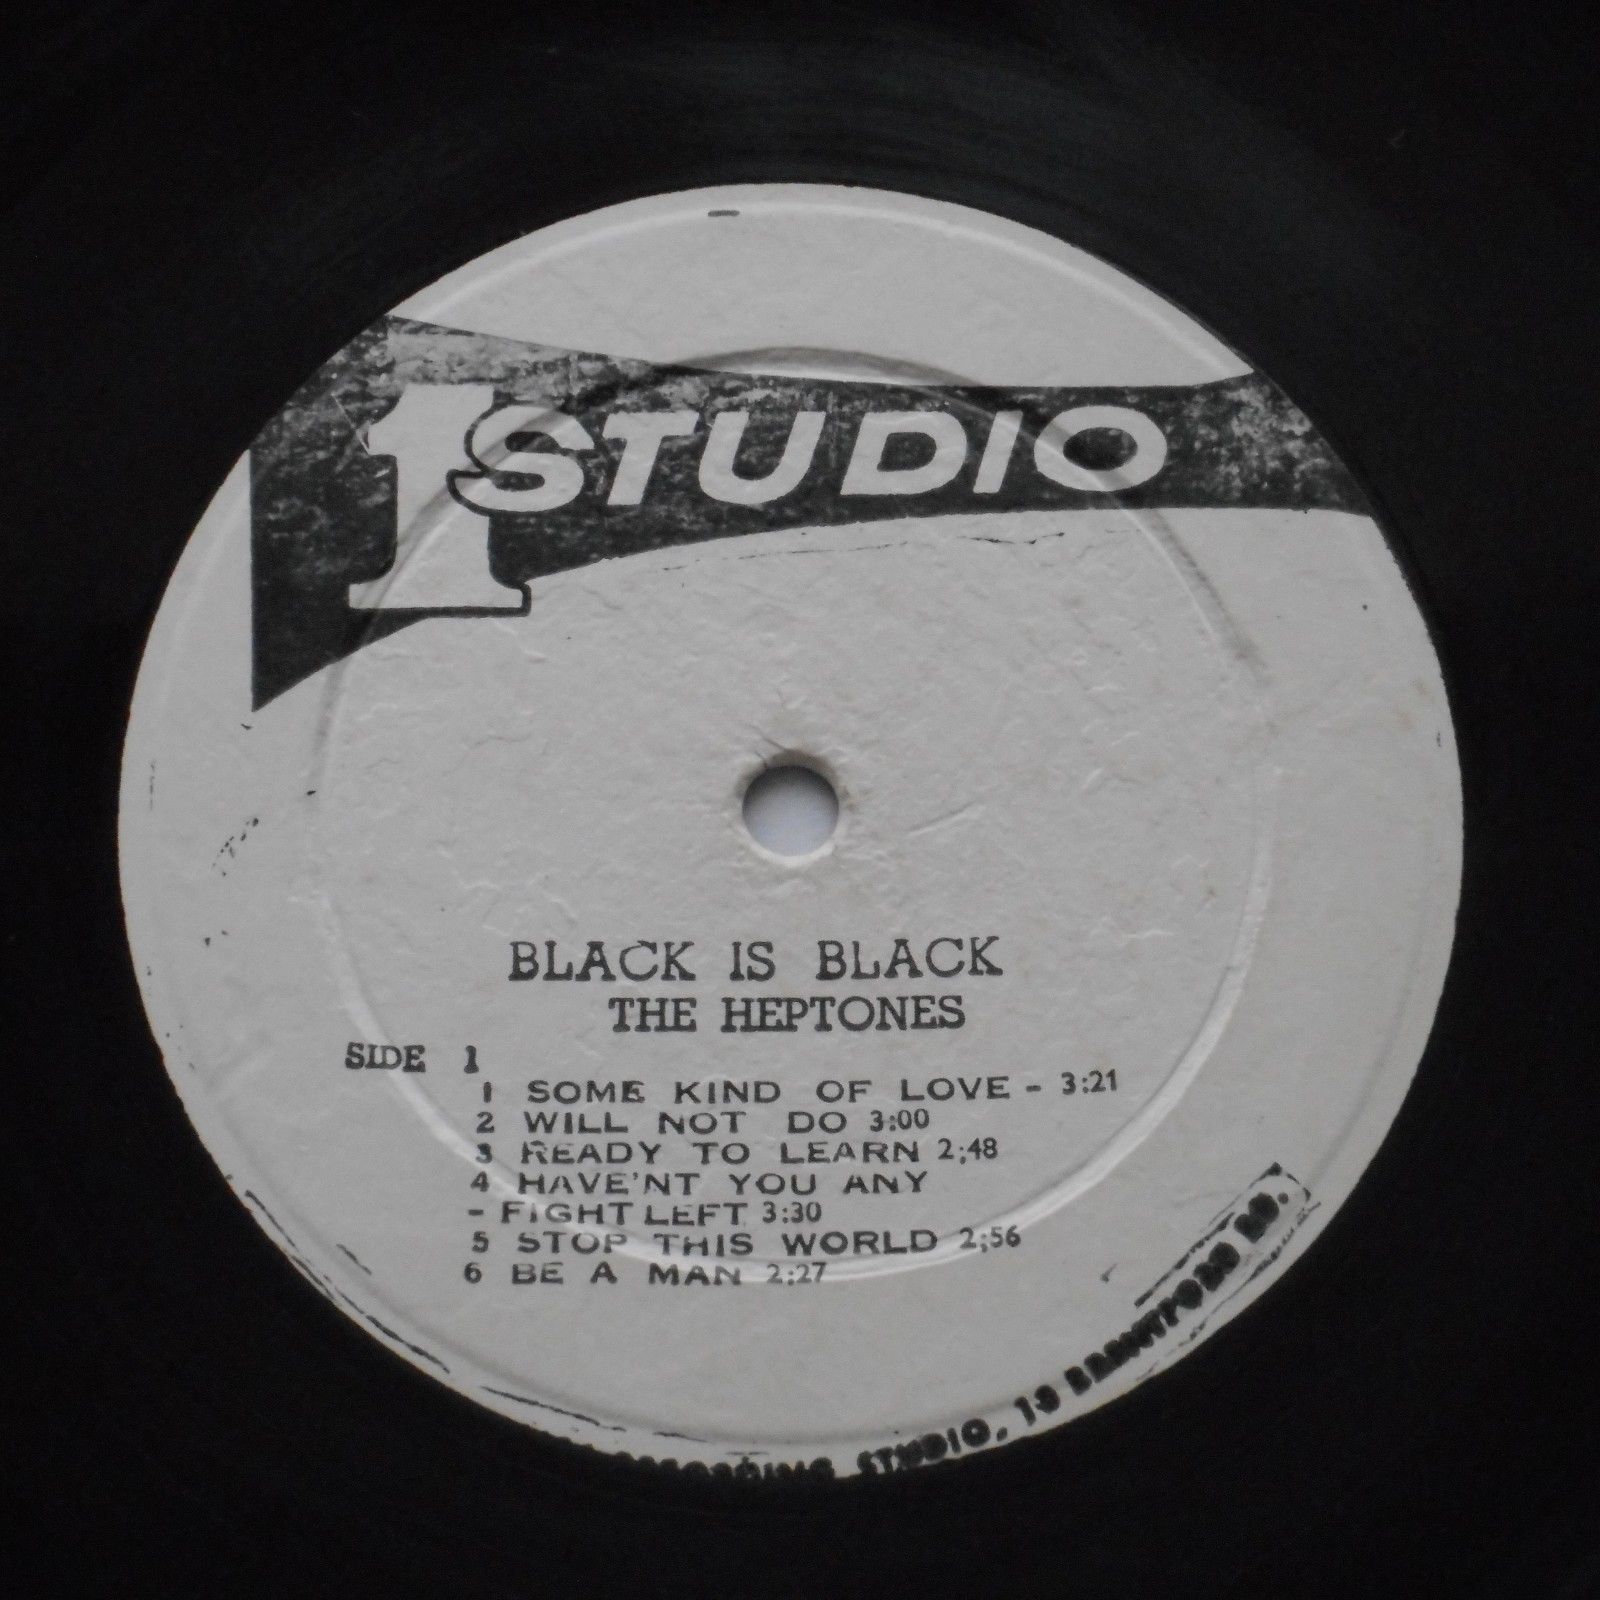 1 STUDIO
BLACK IS BLACK
THE HEPTONES
SIDE 1
1 SOME KIND OF LOVE - 3:21
2 WILL NOT DO 3:00
3 READY TO LEARN 2;48
4 HAVE'NT YOU ANY
- FIGHT LEFT 3:30
5 STOP THIS WORLD 2;56
6 BE A MAN 2:27
RECORDING STUDIO, 13 BRENTFORD RD.